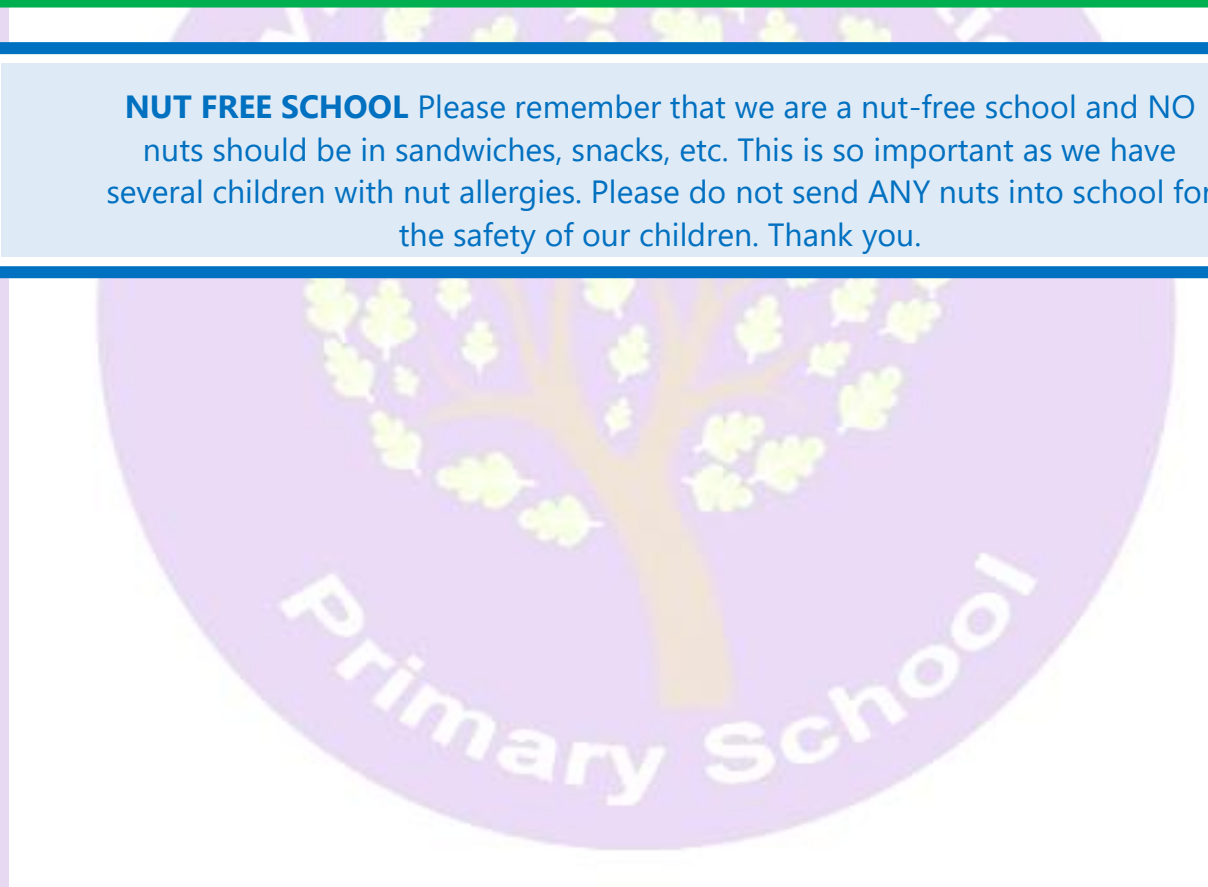 NUT FREE SCHOOL Please remember that we are a nut-free school and NO
nuts should be in sandwiches, snacks, etc. This is so important as we have
several children with nut allergies. Please do not send ANY nuts into school for
the safety of our children. Thank you.
Primary School